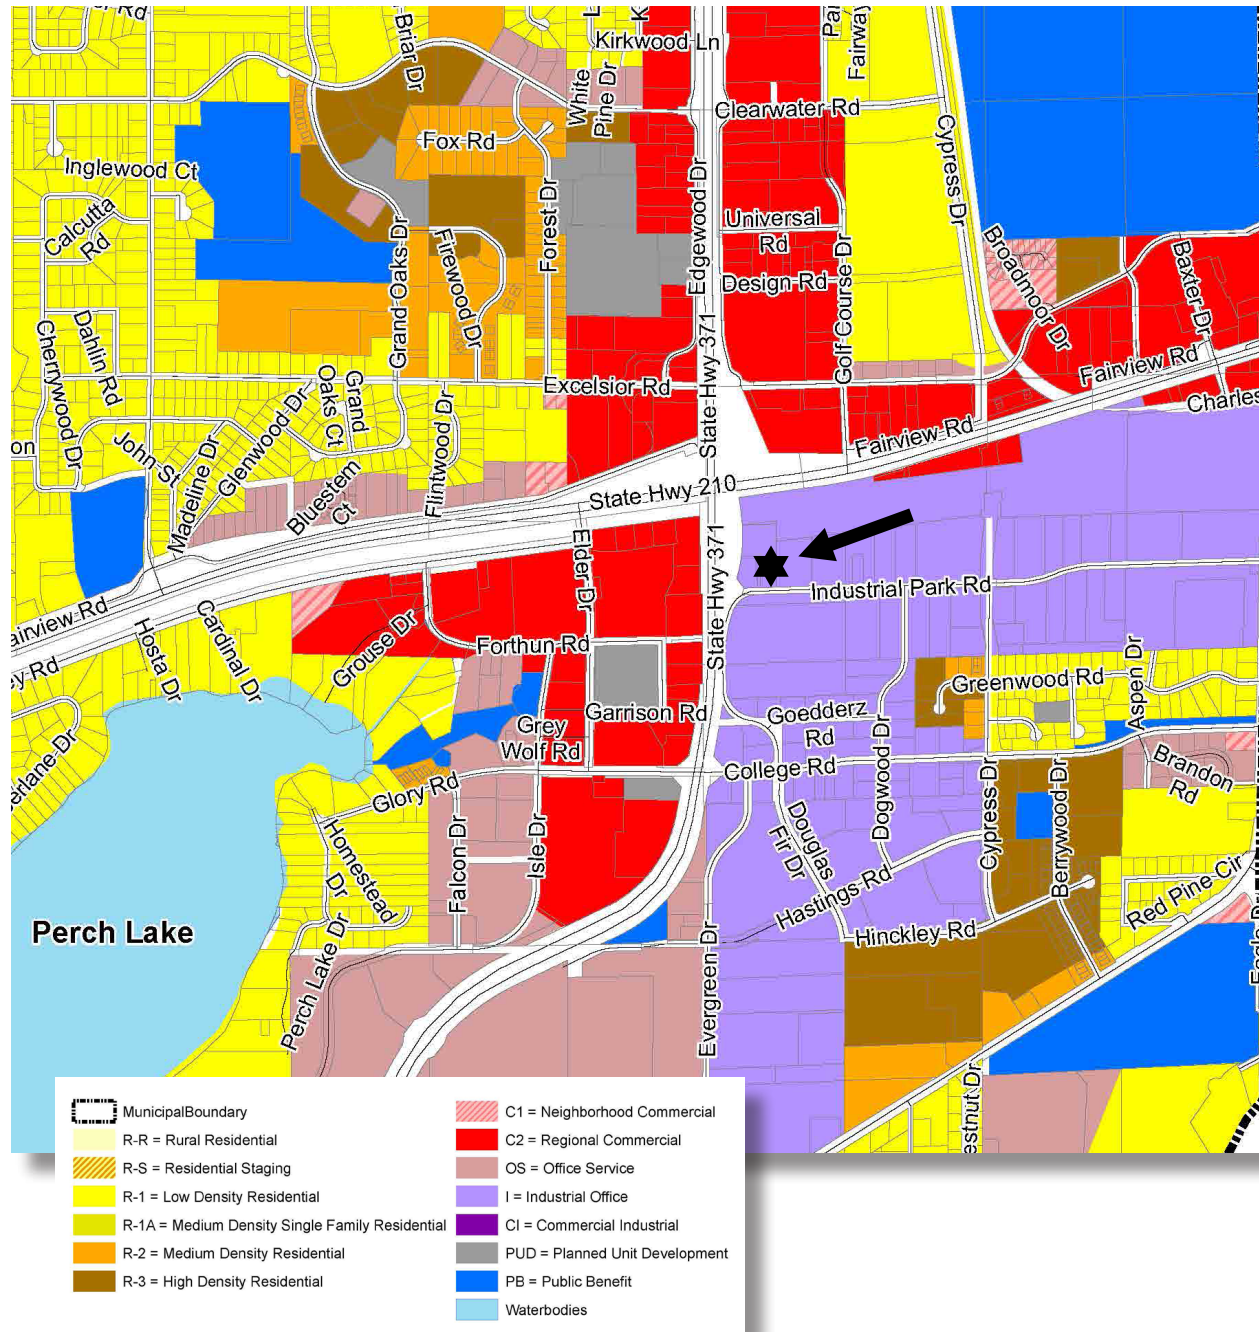 Briar Dr
Kirkwood Ln
White
Pine Dr
Fairway
Clearwater Rd
Fox Rd
Cypress Dr
Inglewood Ct
Calcutta
Rd
Forest Dr
Edgewood Dr
Universal
Rd
Design Rd
Golf Course Dr
Broadmoor Dr
Baxter Dr
Grand Oaks Dr
Firewood Dr
Cherrywood Dr
Dahlin Rd
State Hwy 371
Excelsior Rd
Fairview Rd
Charles
Grand
Oaks Ct
Glenwood Dr
Flintwood Dr
John St
Madeline Dr
Bluestem
Ct
on
Fairview Rd
State Hwy 210
Elder Dr
State Hwy 371
Industrial Park Rd
airview Rd
ey Rd
Hosta Dr
Cardinal Dr
Grouse Dr
Forthun Rd
Greenwood Rd
Aspen Dr
Garrison Rd
Goedderz
Rd
Grey
Wolf Rd
Dogwood Dr
College Rd
Brandon
Rd
erlane Dr
Glory Rd
Falcon Dr
Isle Dr
Douglas
Fir Dr
Cypress Dr
Berrywood Dr
Homestead
Dr
Hastings Rd
Red Pine Cir
Perch Lake
Hinckley Rd
Perch Lake Dr
Evergreen Dr
estnut Dr
MunicipalBoundary
R-R = Rural Residential
R-S = Residential Staging
R-1 = Low Density Residential
R-1A = Medium Density Single Family Residential
R-2 = Medium Density Residential
R-3 = High Density Residential
C1 = Neighborhood Commercial
C2 = Regional Commercial
OS = Office Service
I = Industrial Office
CI = Commercial Industrial
PUD = Planned Unit Development
PB = Public Benefit
Waterbodies